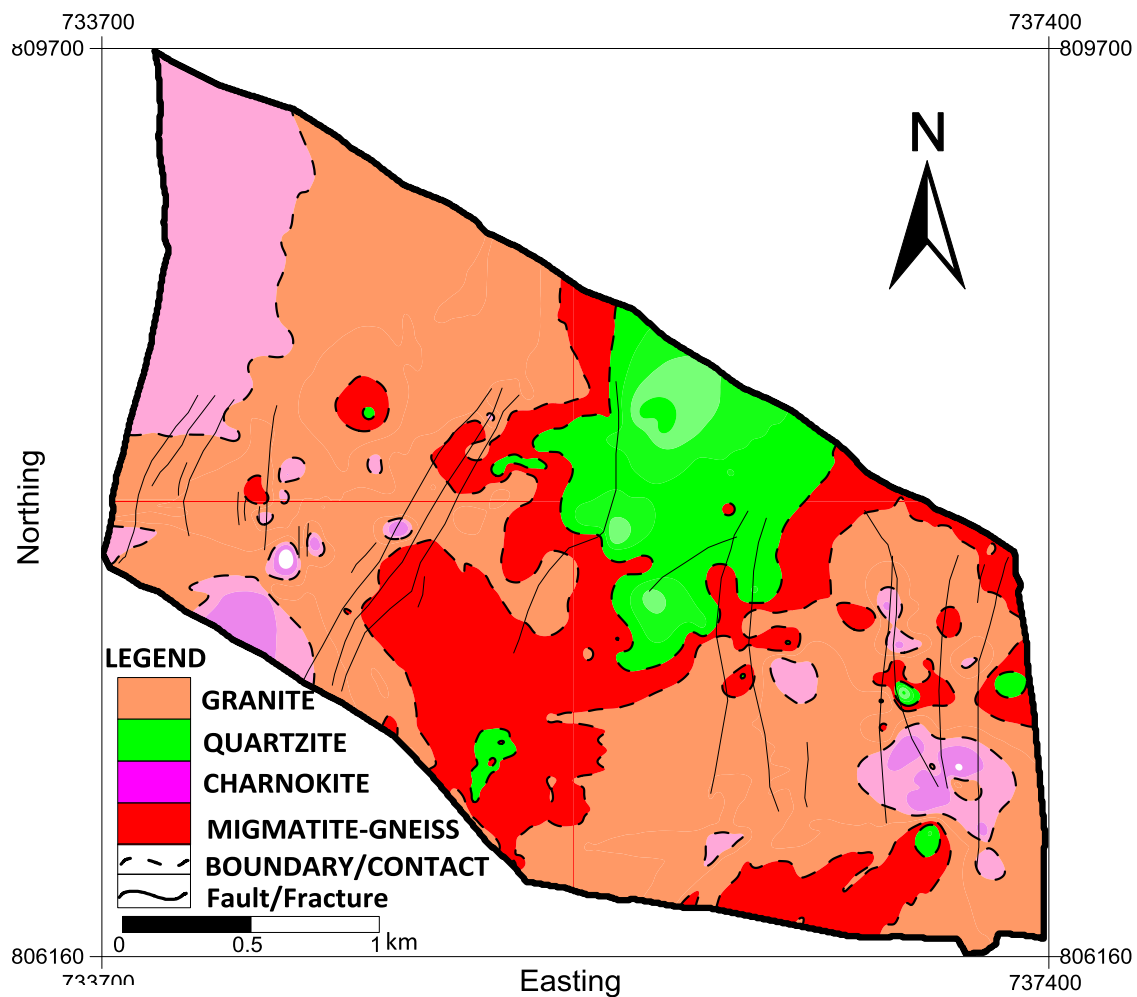 733700 737400
809700 809700
N
Northing
LEGEND
GRANITE
QUARTZITE
CHARNOKITE
MIGMATITE-GNEISS
BOUNDARY/CONTACT
Fault/Fracture
0 0.5 1 km
806160 806160
733700 737400
Easting